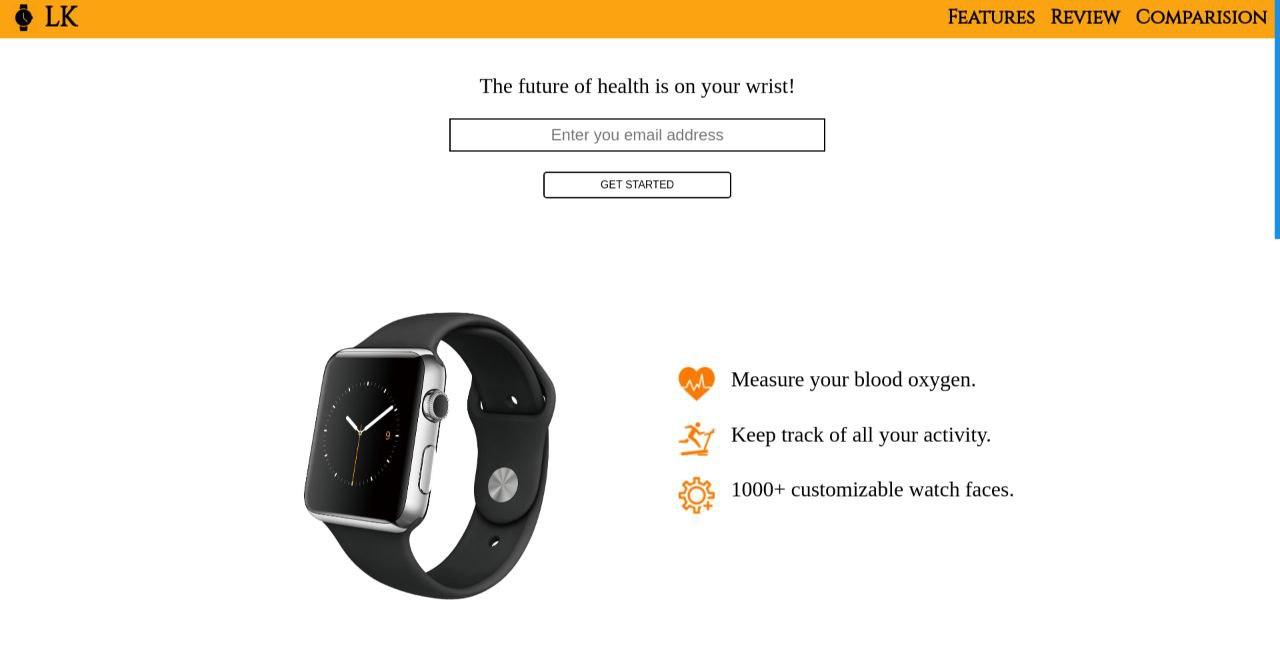 LK
Features Review Comparision
The future of health is on your wrist!
Enter you email address
GET STARTED
9
Measure your blood oxygen.
Keep track of all your activity.
1000+ customizable watch faces.